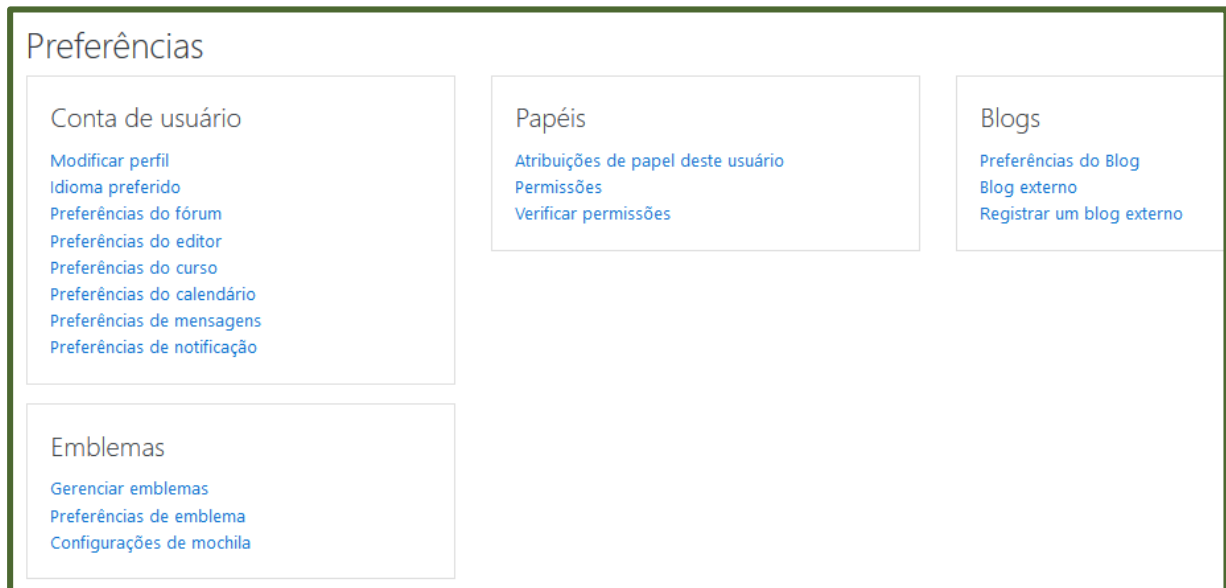 Preferências
Conta de usuário
Modificar perfil
Idioma preferido
Preferências do fórum
Preferências do editor
Preferências do curso
Preferências do calendário
Preferências de mensagens
Preferências de notificação
Papéis
Atribuições de papel deste usuário
Permissões
Verificar permissões
Blogs
Preferências do Blog
Blog externo
Registrar um blog externo
Emblemas
Gerenciar emblemas
Preferências de emblema
Configurações de mochila